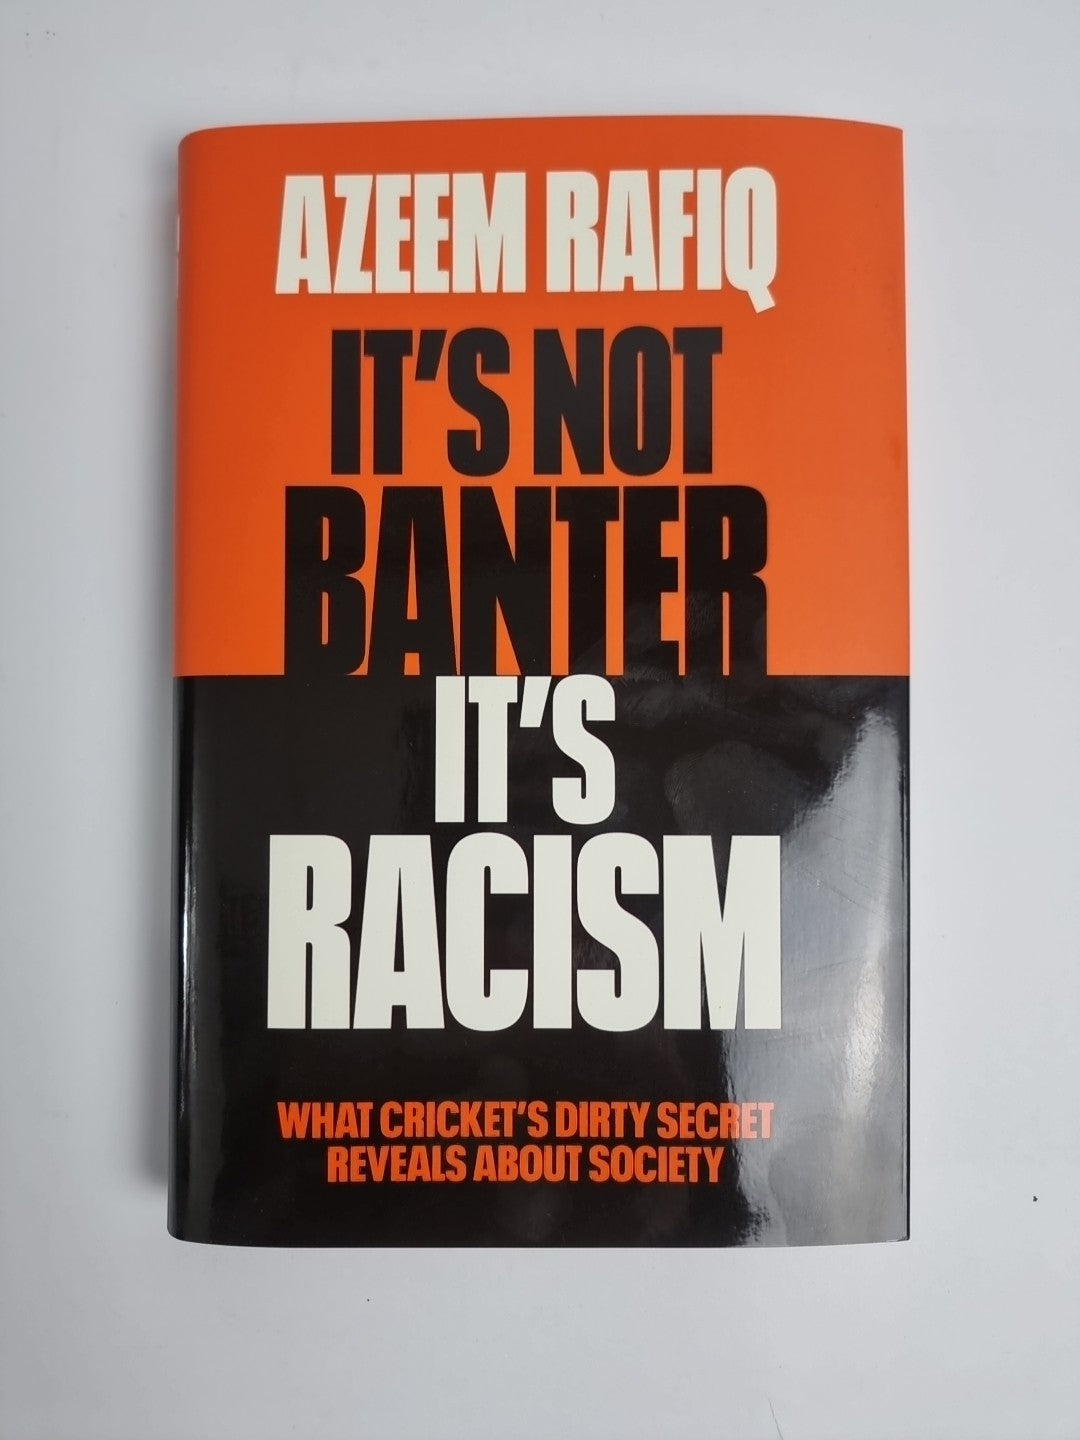 AZEEM RAFIQ
IT'S NOT
BANTER
IT'S
RACISM
WHAT CRICKET'S DIRTY SECRET
REVEALS ABOUT SOCIETY